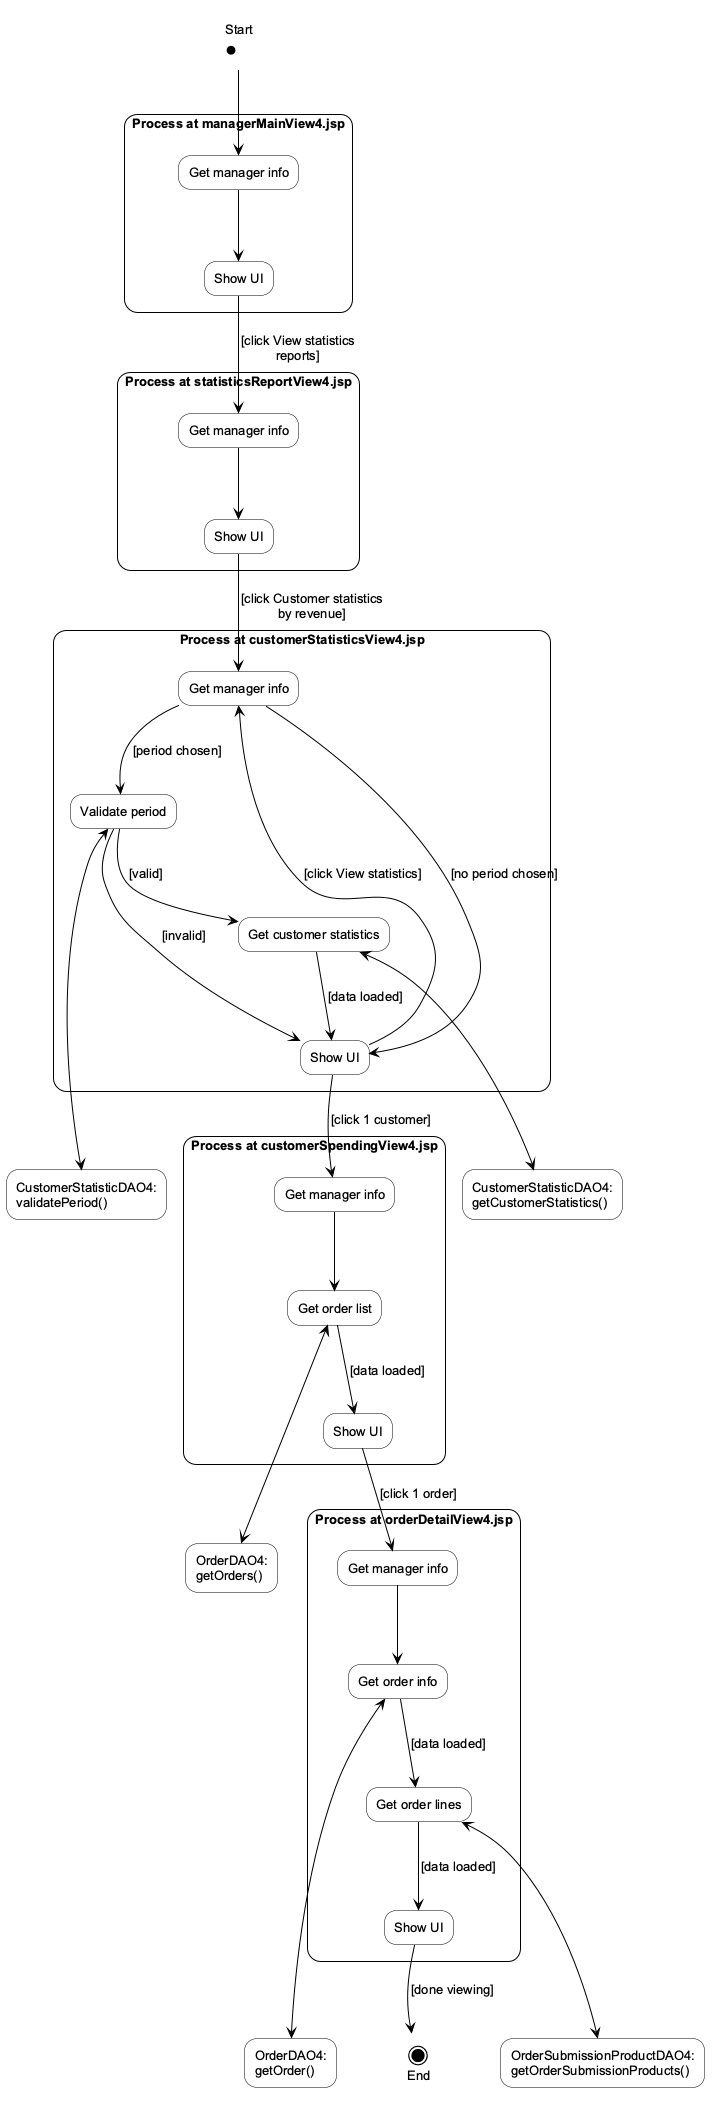 Start
Process at managerMainView4.jsp
Get manager info
Show UI
[click View statistics
reports]
Process at statisticsReportView4.jsp
Get manager info
Show UI
[click Customer statistics
by revenue]
Process at customerStatisticsView4.jsp
Get manager info
[period chosen]
Validate period
[valid]
[click View statistics]
[no period chosen]
[invalid]
Get customer statistics
[data loaded]
Show UI
[click 1 customer]
Process at customerSpendingView4.jsp
CustomerStatisticDAO4:
validatePeriod()
Get manager info
CustomerStatisticDAO4:
getCustomerStatistics()
Get order list
[data loaded]
Show UI
[click 1 order]
Process at orderDetailView4.jsp
OrderDAO4:
getOrders()
Get manager info
Get order info
[data loaded]
Get order lines
[data loaded]
Show UI
[done viewing]
OrderDAO4:
getOrder()
End
OrderSubmissionProductDAO4:
getOrderSubmissionProducts()